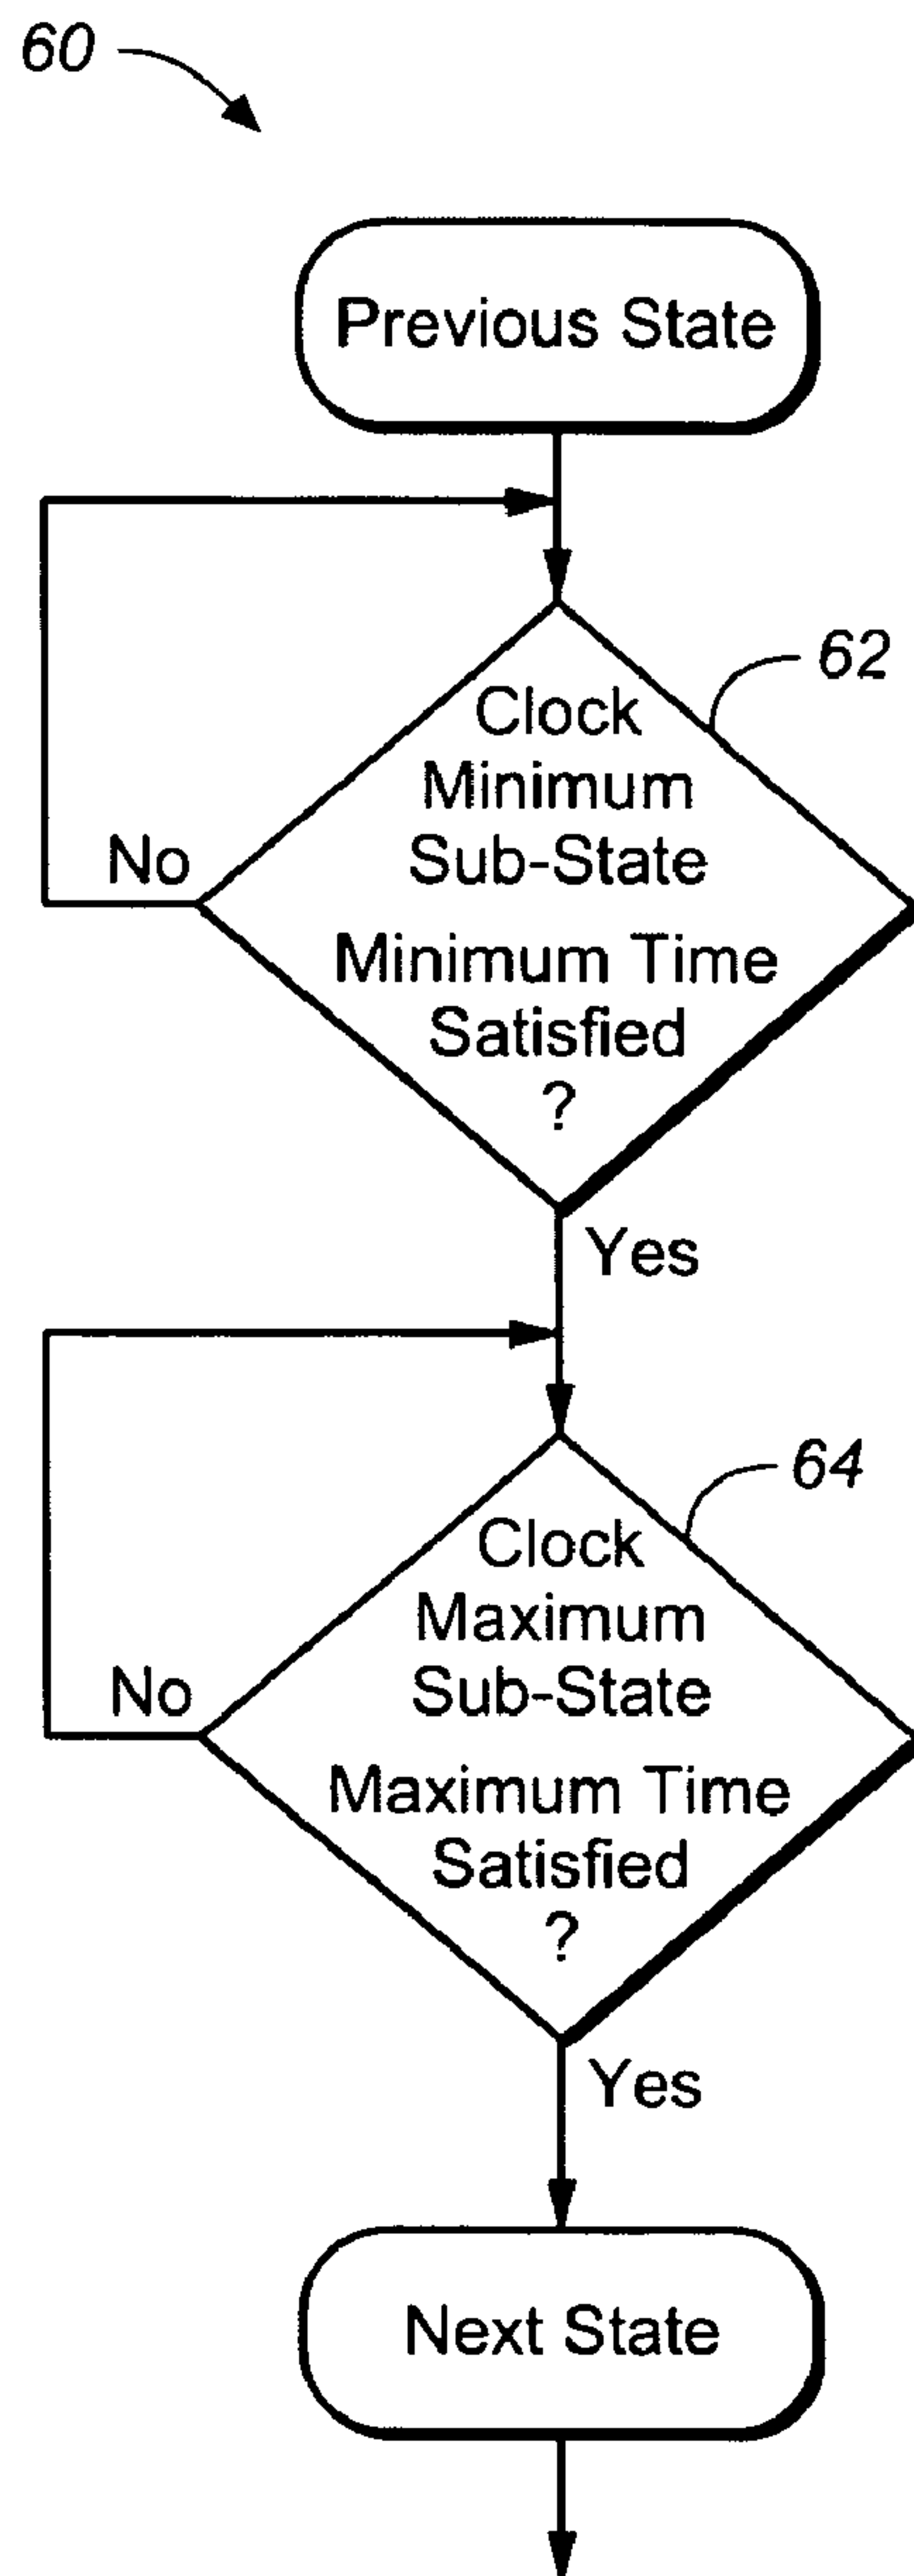 60
Previous State
62
Clock
Minimum
Sub-State
No
Minimum Time
Satisfied
?
Yes
64
Clock
Maximum
Sub-State
No
Maximum Time
Satisfied
?
Yes
Next State